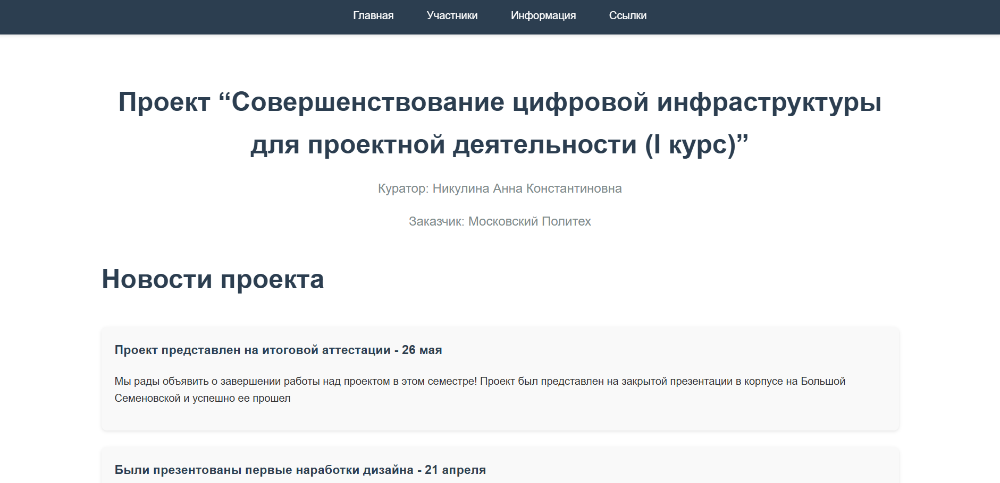 Главная Участники Информация Ссылки
Проект “Совершенствование цифровой инфраструктуры
для проектной деятельности (I курс)”
Куратор: Никулина Анна Константиновна
Заказчик: Московский Политех
Новости проекта
Проект представлен на итоговой аттестации - 26 мая
Мы рады объявить о завершении работы над проектом в этом семестре! Проект был представлен на закрытой презентации в корпусе на Большой
Семеновской и успешно ее прошел
Были презентованы первые наработки дизайна - 21 апреля